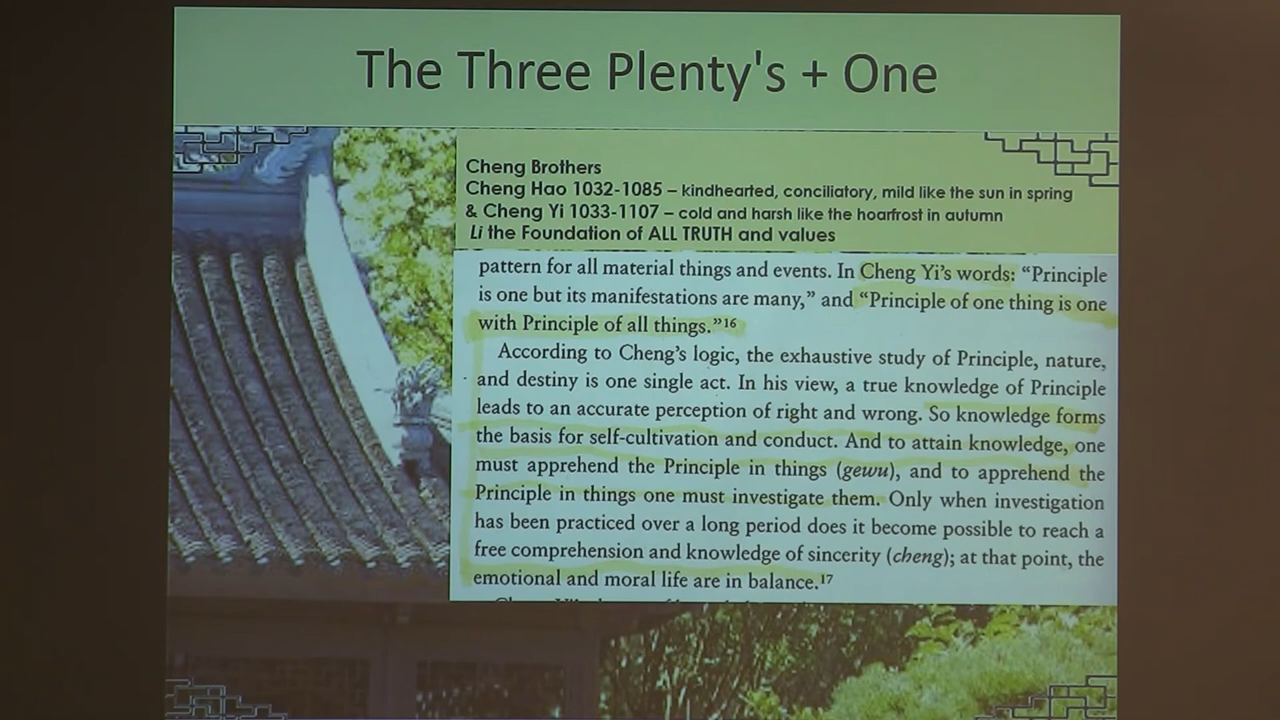 The Three Plenty's + One
Cheng Brothers
Cheng Hao 1032-1085 – kindhearted, conciliatory, mild like the sun in spring
& Cheng Yi 1033-1107 – cold and harsh like the hoarfrost in autumn
Li the Foundation of ALL TRUTH and values
pattern for all material things and events. In Cheng Yi's words: “Principle
is one but its manifestations are many,” and “Principle of one thing is one
with Principle of all things.”16
According to Cheng's logic, the exhaustive study of Principle, nature,
and destiny is one single act. In his view, a true knowledge of Principle
leads to an accurate perception of right and wrong. So knowledge forms
the basis for self-cultivation and conduct. And to attain knowledge, one
must apprehend the Principle in things (gewu), and to apprehend the
Principle in things one must investigate them. Only when investigation
has been practiced over a long period does it become possible to reach a
free comprehension and knowledge of sincerity (cheng); at that point, the
emotional and moral life are in balance.17